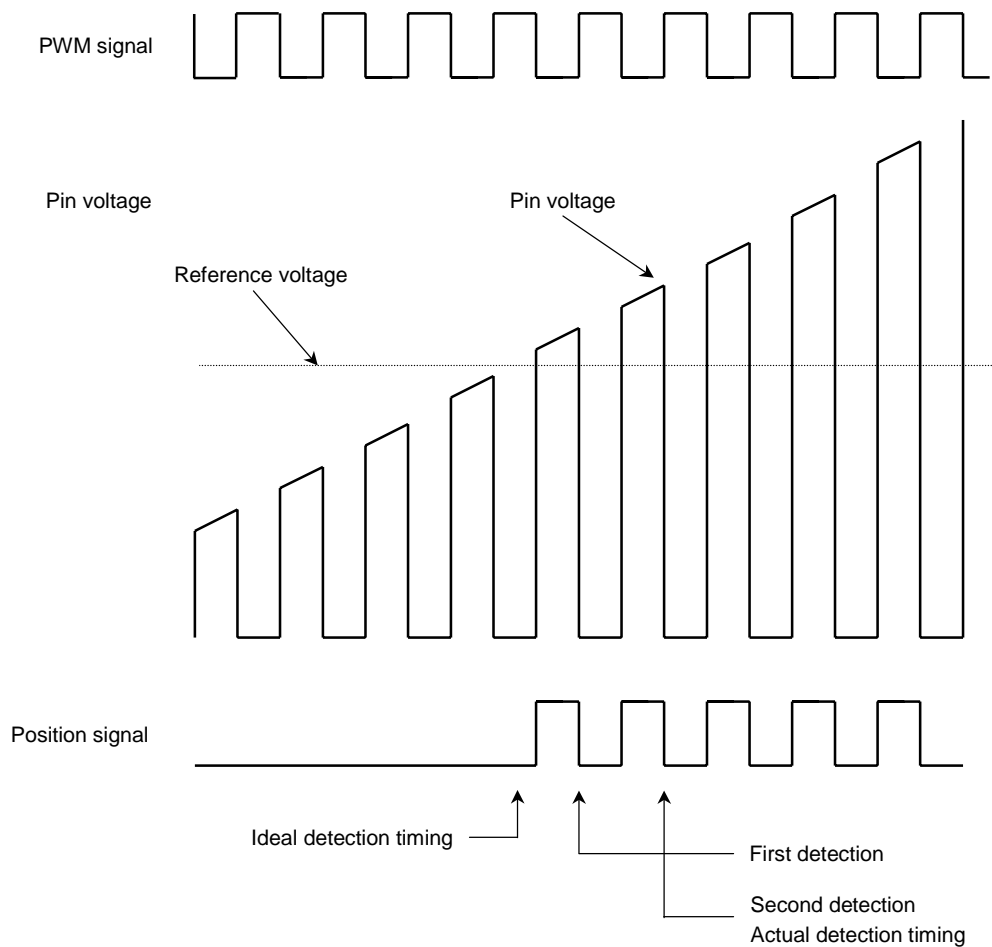 PWM signal
Pin voltage
Pin voltage
Reference voltage
Position signal
Ideal detection timing
First detection
Second detection
Actual detection timing